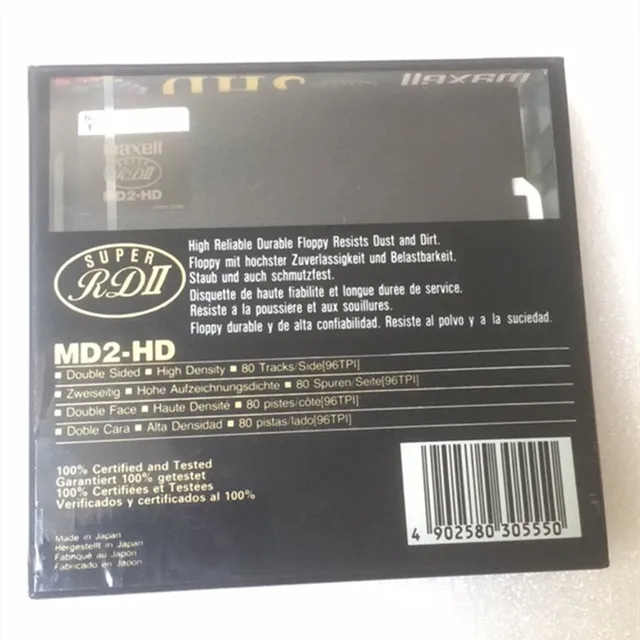 maxell
maxell
SUPER
RDII
MD2-HD
SUPER
RDII
High Reliable Durable Floppy Resists Dust and Dirt.
Floppy mit hochster Zuverlassigkeit und Belastbarkeit.
Staub und auch schmutzfest.
Disquette de haute fiabilite et longue duree de service.
Resiste a la poussiere et aux souillures.
Floppy durable y de alta confiabilidad. Resiste al polvo y a la suciedad.
MD2-HD
■ Double Sided ■ High Density ■ 80 Tracks/Side[96TPI]
■ Zweiseitig ■ Hohe Aufzeichnungsdichte ■ 80 Spuren/Seite[96TPI]
■ Double Face ■ Haute Densité ■ 80 pistes/côté[96TPI]
■ Doble Cara ■ Alta Densidad ■ 80 pistas/lado[96TPI]
100% Certified and Tested
Garantiert 100% getestet
100% Certifiées et Testées
Verificados y certificados al 100%
Made in Japan
Hergestellt in Japan
Fabriqué au Japon
Fabricado en Japon
4 902580 305550